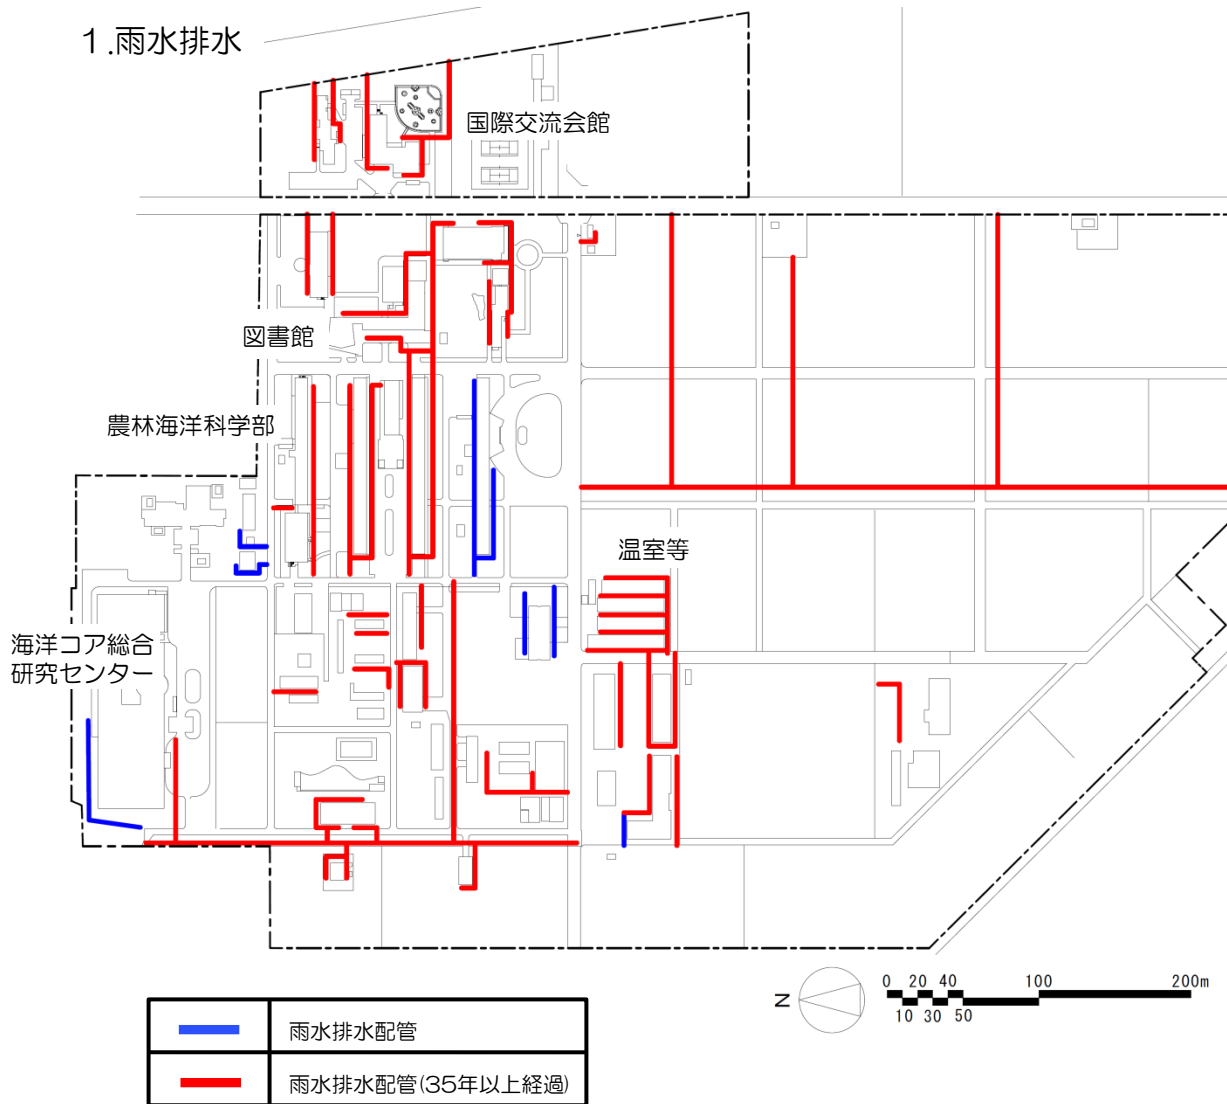 1.雨水排水
国際交流会館
図書館
農林海洋科学部
温室等
海洋コア総合
研究センター
N
0 20 40 100 200m
10 30 50
雨水排水配管
雨水排水配管(35年以上経過)